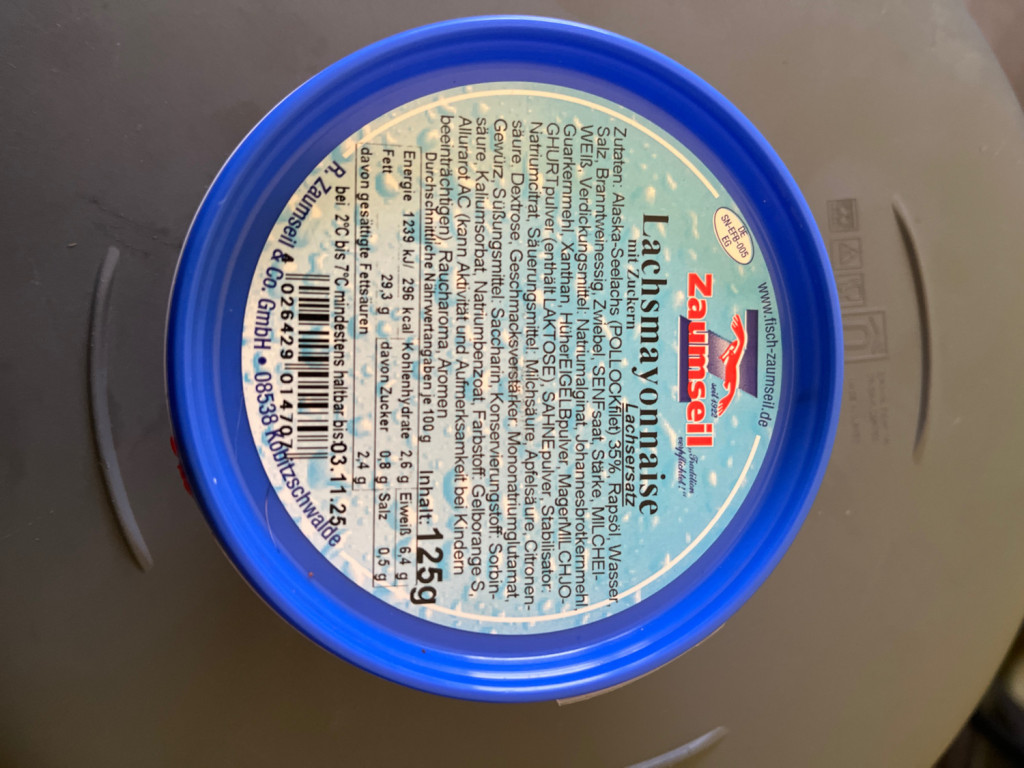 www.fisch-zaumseil.de
DE
SN-EFB-005
EG
Zaumseil
seit 1922
„Tradition
verpflichtet!“
Lachsmayonnaise
mit Zuckern Lachsersatz
Zutaten: Alaska-Seelachs (POLLOCKfilet) 35%, Rapsöl, Wasser,
Salz, Branntweinessig, Zwiebel, SENFsaat, Stärke, MILCHEI-
WEIß, Verdickungsmittel: Natriumalginat, Johannesbrotkernmehl,
Guarkernmehl, Xanthan, HühnerEIGELBpulver, MagerMILCHJO-
GHURTpulver (enthält LAKTOSE), SAHNEpulver, Stabilisator:
Natriumcitrat, Säuerungsmittel: Milchsäure, Apfelsäure, Citronen-
säure, Dextrose, Geschmacksverstärker: Mononatriumglutamat,
Gewürz, Süßungsmittel: Saccharin, Konservierungsstoff: Sorbin-
säure, Kaliumsorbat, Natriumbenzoat, Farbstoff: Gelborange S,
Allurarot AC (kann Aktivität und Aufmerksamkeit bei Kindern
beeinträchtigen), Raucharoma, Aromen
Durchschnittliche Nährwertangaben je 100 g Inhalt: 125g
Energie 1239 kJ/ 296 kcal Kohlenhydrate 2,6 g Eiweiß 6,4 g
Fett 29,3 g davon Zucker 0,8 g Salz 0,5 g
davon gesättigte Fettsäuren 2,4 g
4 026429 014796
bei 2°C bis 7°C mindestens haltbar bis: 03.11.25
R. Zaumseil & Co. GmbH • 08538 Kobitzschwalde